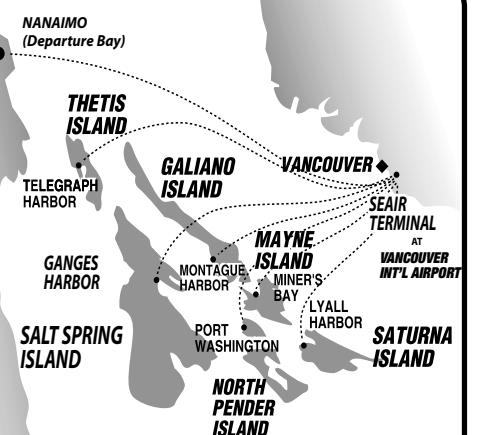 NANAIMO
(Departure Bay)
THETIS
ISLAND
TELEGRAPH
HARBOR
GALIANO
ISLAND
VANCOUVER
SEAIR
TERMINAL
AT
VANCOUVER
INT'L AIRPORT
GANGES
HARBOR
MONTAGUE
HARBOR
MAYNE
ISLAND
MINER'S
BAY
LYALL
HARBOR
SALT SPRING
ISLAND
PORT
WASHINGTON
SATURNA
ISLAND
NORTH
PENDER
ISLAND